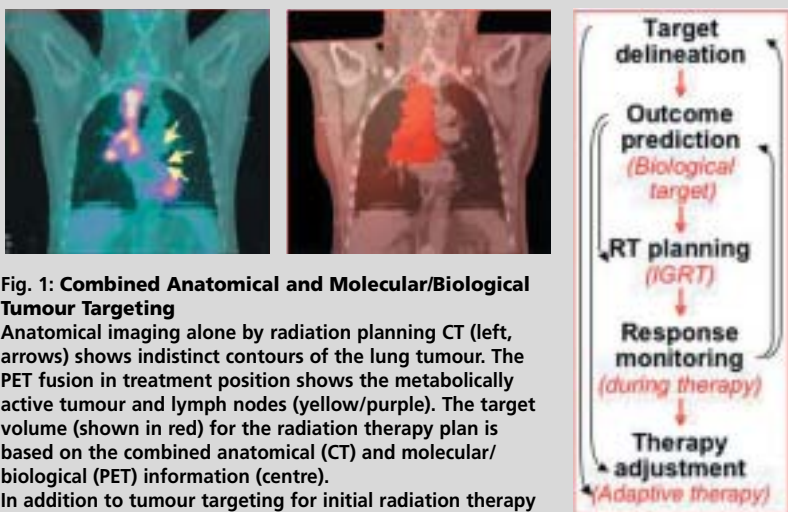 Fig. 1: Combined Anatomical and Molecular/Biological
Tumour Targeting
Anatomical imaging alone by radiation planning CT (left,
arrows) shows indistinct contours of the lung tumour. The
PET fusion in treatment position shows the metabolically
active tumour and lymph nodes (yellow/purple). The target
volume (shown in red) for the radiation therapy plan is
based on the combined anatomical (CT) and molecular/
biological (PET) information (centre).
In addition to tumour targeting for initial radiation therapy
Target
delineation
Outcome
prediction
(Biological
target)
RT planning
(IGRT)
Response
monitoring
(during therapy)
Therapy
adjustment
(Adaptive therapy)